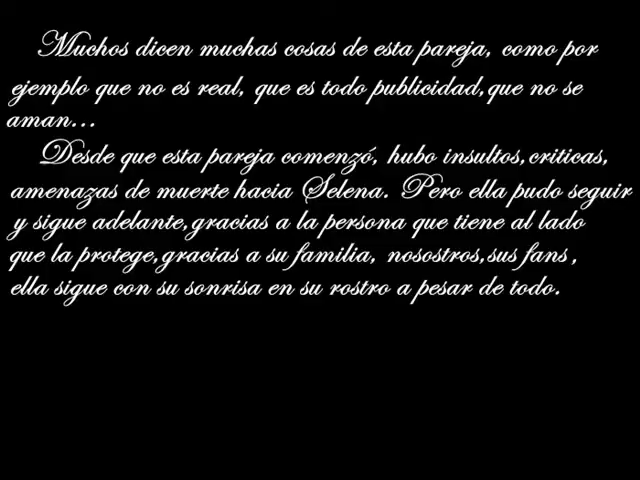 Muchos dicen muchas cosas de esta pareja, como por
ejemplo que no es real, que es todo publicidad,que no se
aman...
Desde que esta pareja comenzó, hubo insultos,criticas,
amenazas de muerte hacia Selena. Pero ella pudo seguir
y sigue adelante,gracias a la persona que tiene al lado
que la protege,gracias a su familia, nosostros,sus fans,
ella sigue con su sonrisa en su rostro a pesar de todo.